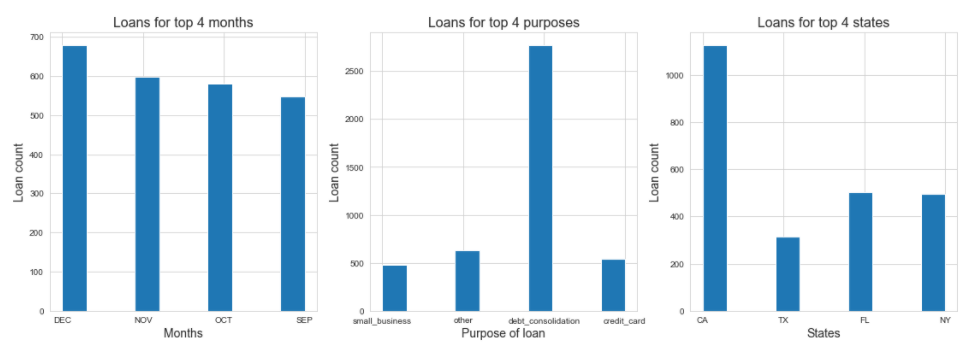 Loans for top 4 months
700
600
500
400
300
200
100
0
Loan count
DEC NOV OCT SEP
Months
Loans for top 4 purposes
2500
2000
1500
1000
500
0
Loan count
small_business other debt_consolidation credit_card
Purpose of loan
Loans for top 4 states
1000
800
600
400
200
0
Loan count
CA TX FL NY
States